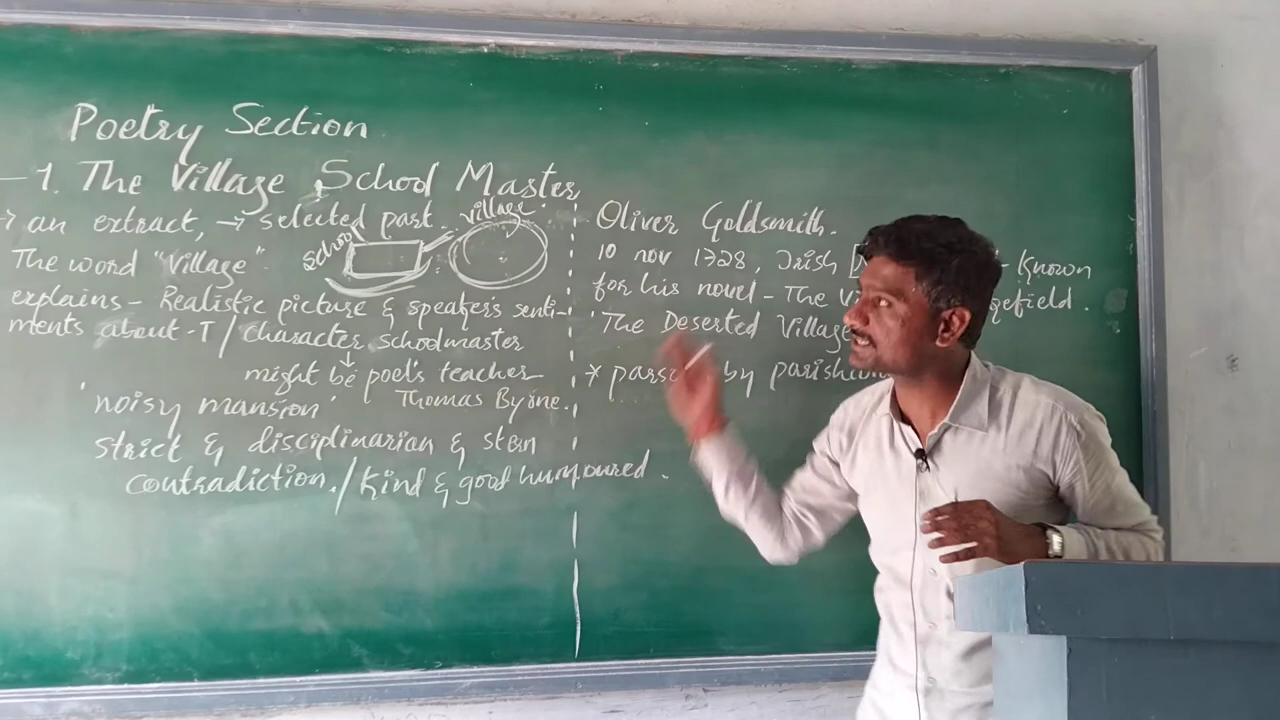 Poetry Section
- 1. The Village School Master
→ an extract, → selected part.
village
School
The word "Village"
explains - Realistic picture & speaker's senti-
ments about - T / character schoolmaster
↓
might be poet's teacher
Thomas Byrne.
'noisy mansion'
strict & disciplinarian & stern
contradiction. / Kind & good humoured.
Oliver Goldsmith.
10 nov 1728, Irish [ - Known
for his novel - The Vi gefield.
'The Deserted Village
* pars by parishion